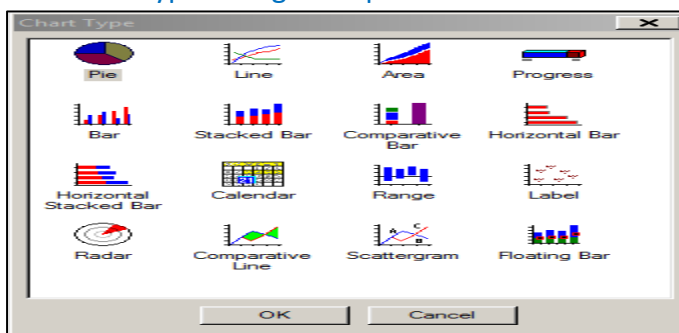 Chart Type
Pie
Line
Area
Progress
Bar
Stacked Bar
Comparative
Bar
Horizontal Bar
Horizontal
Stacked Bar
Calendar
Range
Label
Radar
Comparative
Line
Scattergram
Floating Bar
OK
Cancel